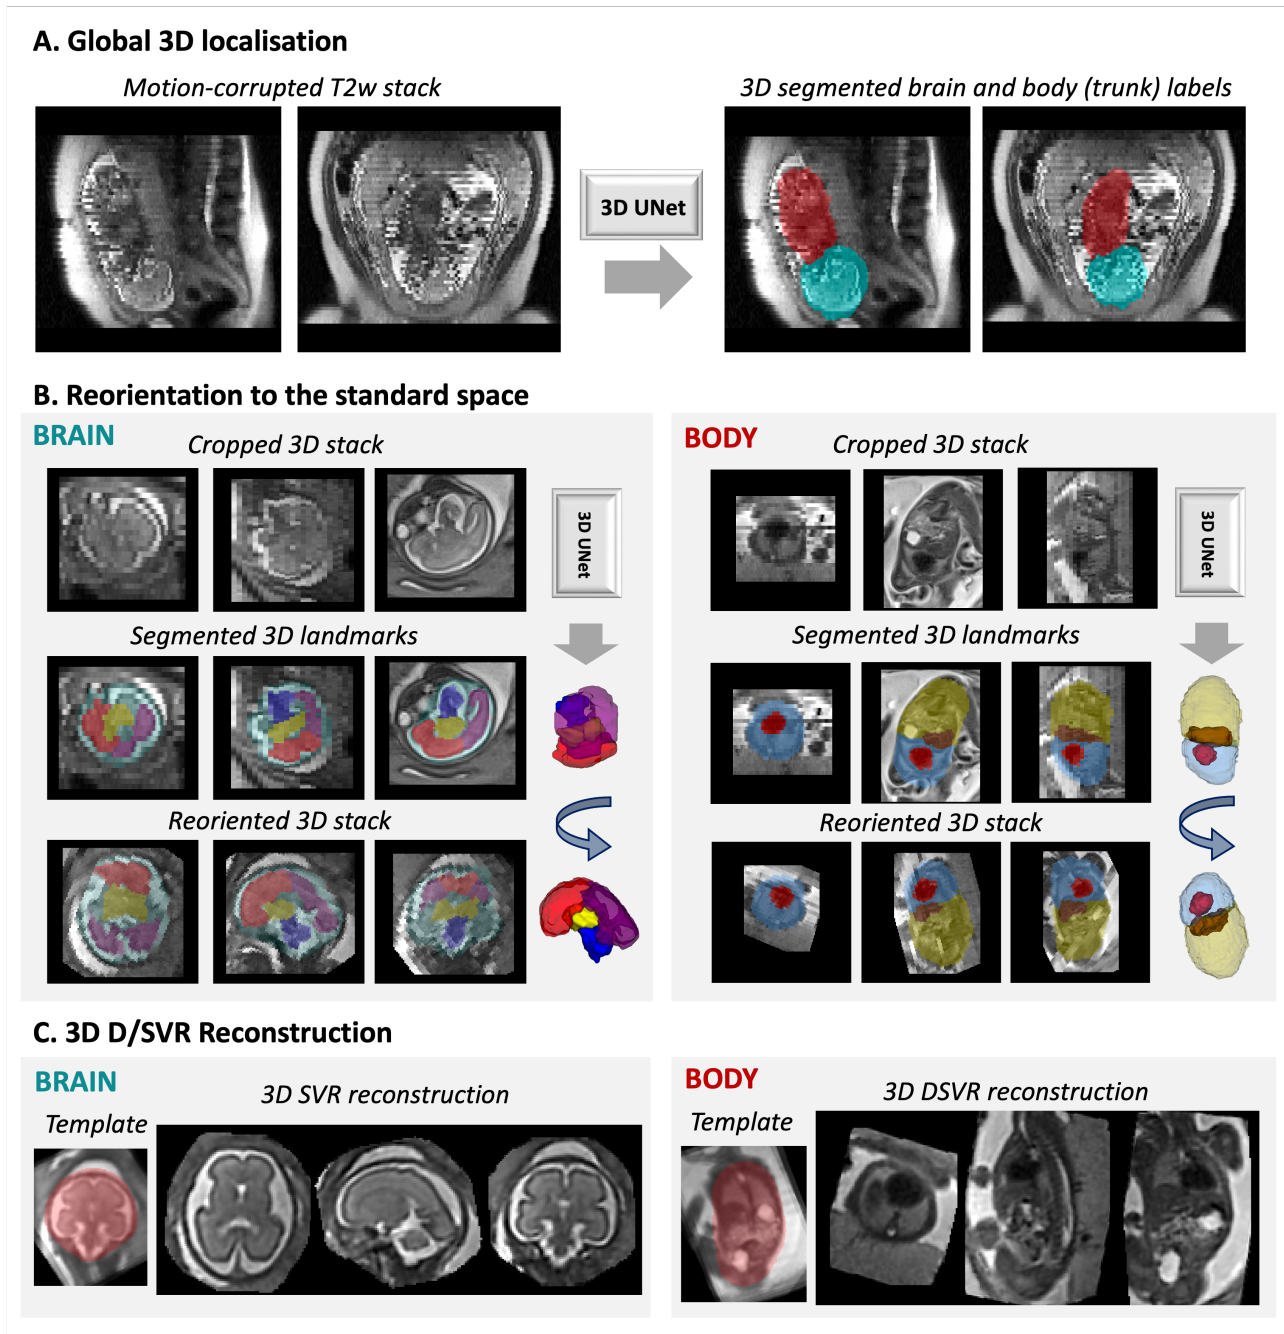 A. Global 3D localisation
Motion-corrupted T2w stack
3D segmented brain and body (trunk) labels
3D UNet
B. Reorientation to the standard space
BRAIN
Cropped 3D stack
3D UNet
Segmented 3D landmarks
Reoriented 3D stack
BODY
Cropped 3D stack
3D UNet
Segmented 3D landmarks
Reoriented 3D stack
C. 3D D/SVR Reconstruction
BRAIN
3D SVR reconstruction
Template
BODY
3D DSVR reconstruction
Template